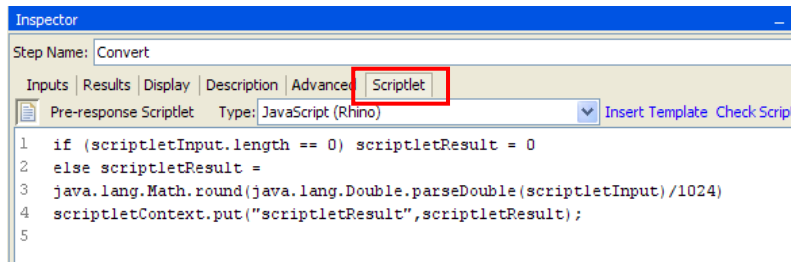 Inspector
Step Name: Convert
Inputs Results Display Description Advanced Scriptlet
Pre-response Scriptlet Type: JavaScript (Rhino) Insert Template Check Scrip
1 if (scriptletInput.length == 0) scriptletResult = 0
2 else scriptletResult =
3 java.lang.Math.round(java.lang.Double.parseDouble(scriptletInput)/1024)
4 scriptletContext.put("scriptletResult",scriptletResult);
5